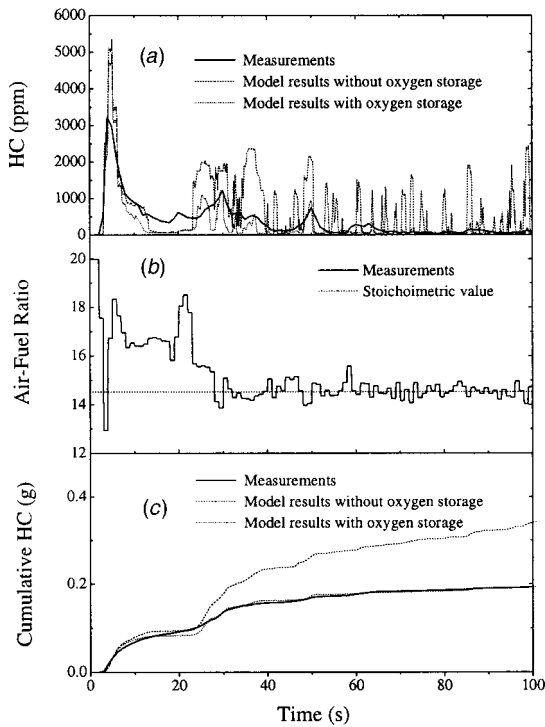 6000
5000
4000
3000
2000
1000
0
HC (ppm)
(a)
Measurements
Model results without oxygen storage
Model results with oxygen storage
20
18
16
14
12
Air-Fuel Ratio
(b)
Measurements
Stoichoimetric value
0.4
0.2
0.0
Cumulative HC (g)
(c)
Measurements
Model results without oxygen storage
Model results with oxygen storage
0
20
40
60
80
100
Time (s)